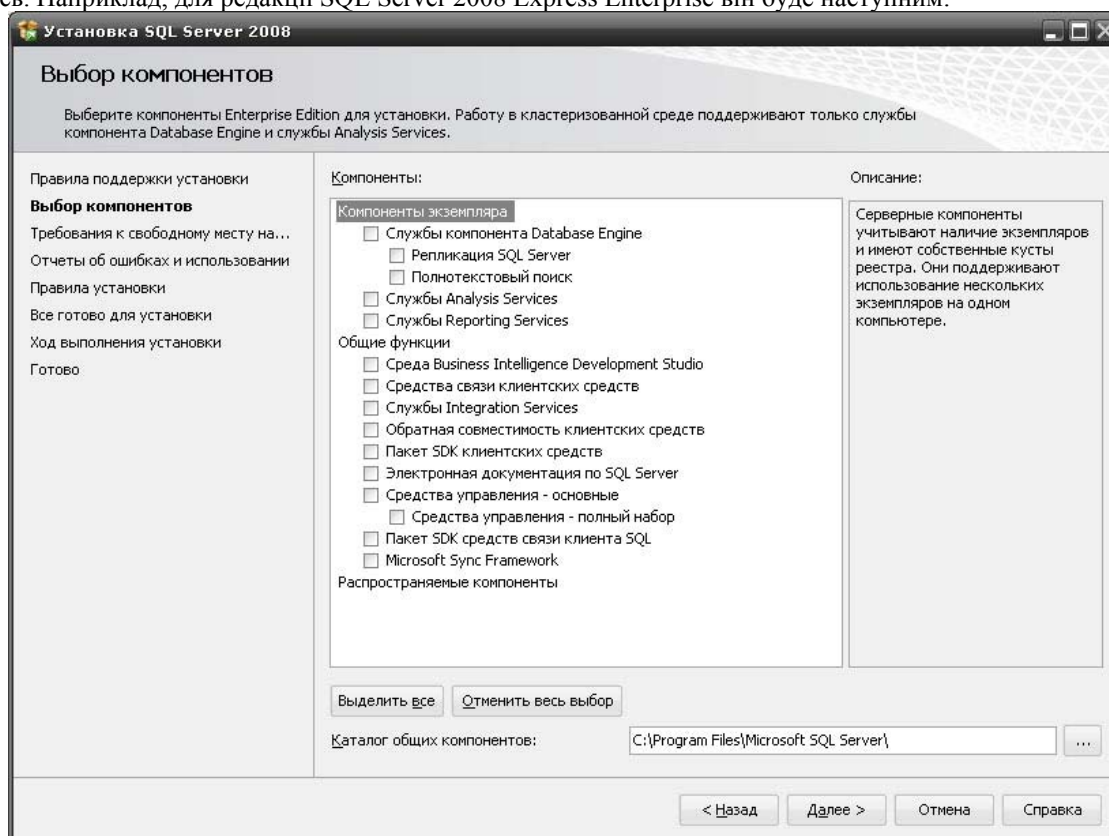 Наприклад, для редакції SQL Server 2008 Express Enterprise він буде наступним:
Установка SQL Server 2008
Выбор компонентов
Выберите компоненты Enterprise Edition для установки. Работу в кластеризованной среде поддерживают только службы
компонента Database Engine и службы Analysis Services.
Правила поддержки установки
Выбор компонентов
Требования к свободному месту на...
Отчеты об ошибках и использовании
Правила установки
Все готово для установки
Ход выполнения установки
Готово
Компоненты:
Компоненты экземпляра
Службы компонента Database Engine
Репликация SQL Server
Полнотекстовый поиск
Службы Analysis Services
Службы Reporting Services
Общие функции
Среда Business Intelligence Development Studio
Средства связи клиентских средств
Службы Integration Services
Обратная совместимость клиентских средств
Пакет SDK клиентских средств
Электронная документация по SQL Server
Средства управления - основные
Средства управления - полный набор
Пакет SDK средств связи клиента SQL
Microsoft Sync Framework
Распространяемые компоненты
Описание:
Серверные компоненты
учитывают наличие экземпляров
и имеют собственные кусты
реестра. Они поддерживают
использование нескольких
экземпляров на одном
компьютере.
Выделить все
Отменить весь выбор
Каталог общих компонентов:
C:\Program Files\Microsoft SQL Server\
...
< Назад
Далее >
Отмена
Справка